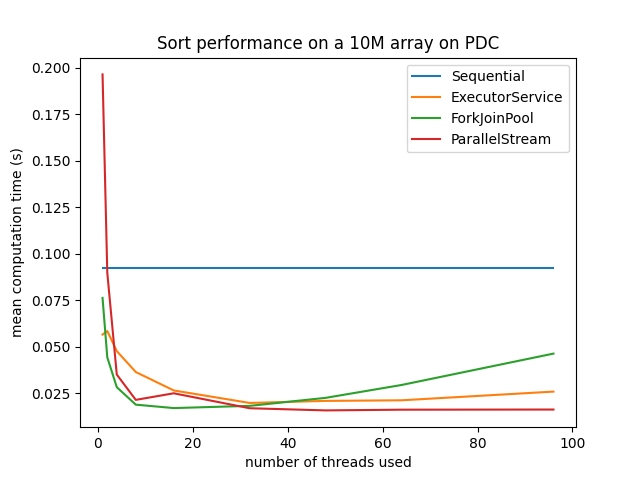 Sort performance on a 10M array on PDC
mean computation time (s)
0.200
0.175
0.150
0.125
0.100
0.075
0.050
0.025
Sequential
ExecutorService
ForkJoinPool
ParallelStream
0 20 40 60 80 100
number of threads used